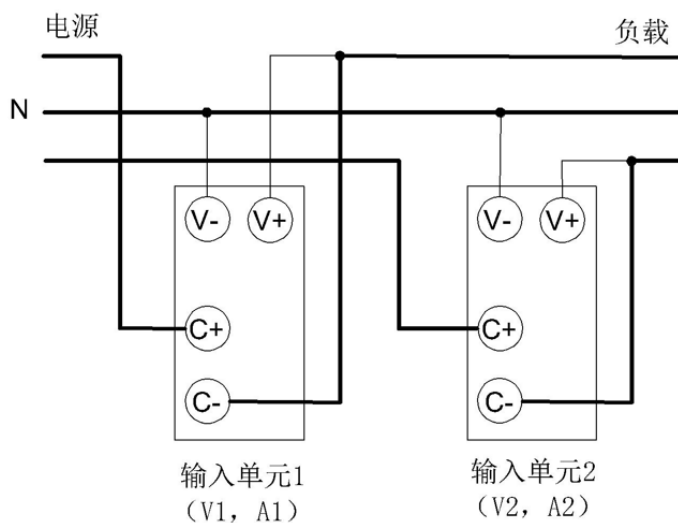 电源
负载
N
V-
V+
V-
V+
C+
C+
C-
C-
输入单元1
（V1，A1）
输入单元2
（V2，A2）